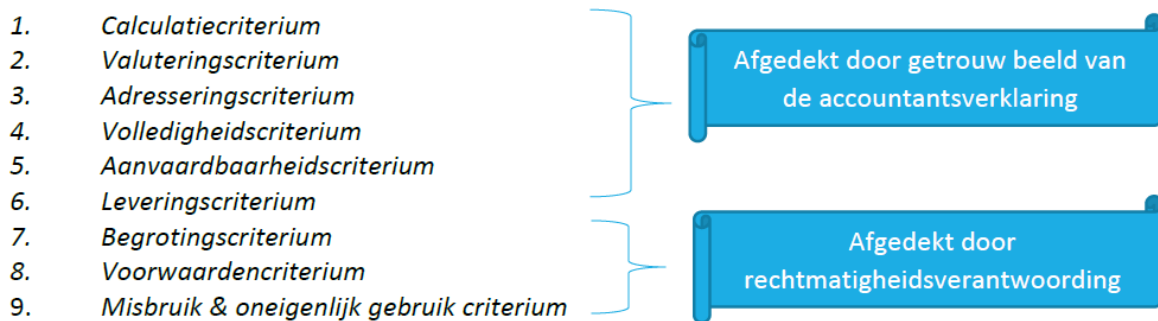 1. Calculatiecriterium
2. Valuteringscriterium
3. Adresseringscriterium
4. Volledigheidscriterium
5. Aanvaardbaarheidscriterium
6. Leveringscriterium
7. Begrotingscriterium
8. Voorwaardencriterium
9. Misbruik & oneigenlijk gebruik criterium
Afgedekt door getrouw beeld van
de accountantsverklaring
Afgedekt door
rechtmatigheidsverantwoording